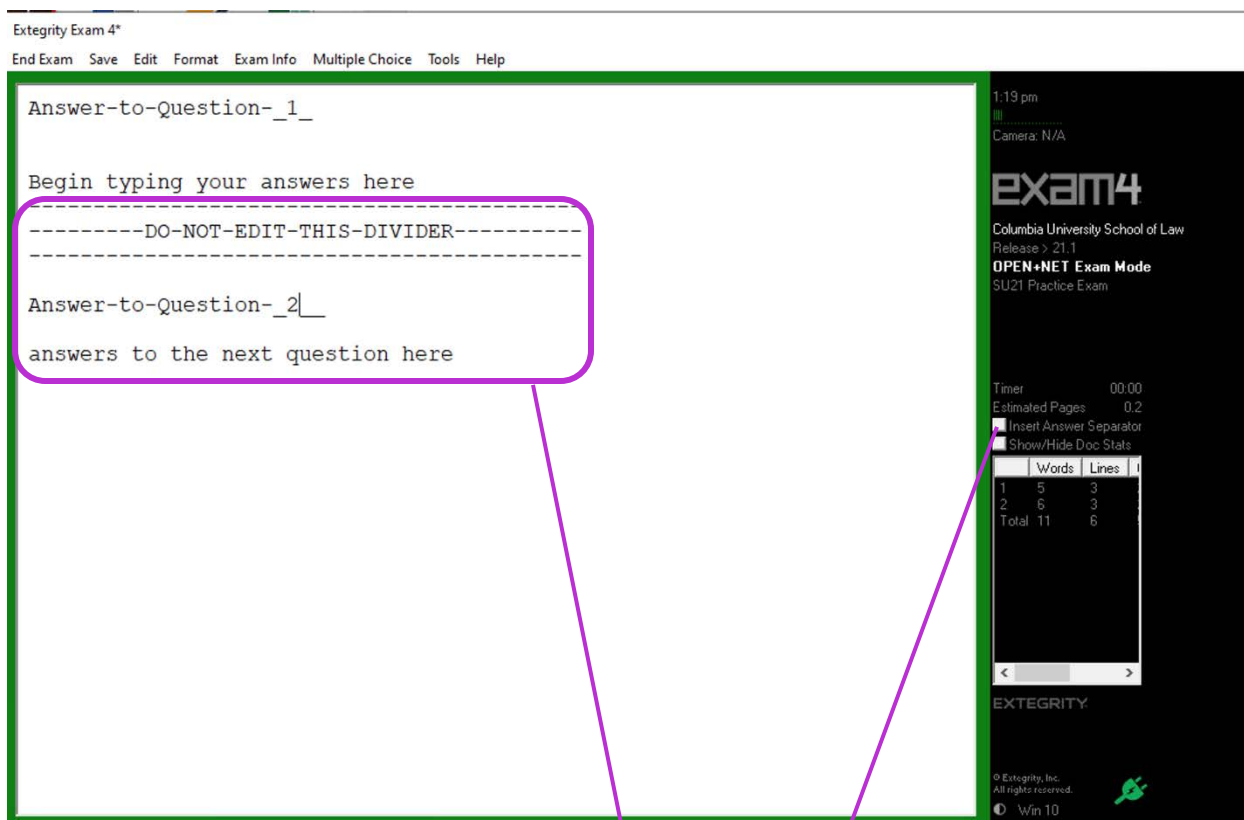 Extegrity Exam 4*
End Exam Save Edit Format Exam Info Multiple Choice Tools Help
Answer-to-Question-_1_
Begin typing your answers here
-------------------------------------------
---------DO-NOT-EDIT-THIS-DIVIDER----------
-------------------------------------------
Answer-to-Question-_2__
answers to the next question here
1:19 pm
Camera: N/A
exam4
Columbia University School of Law
Release > 21.1
OPEN+NET Exam Mode
SU21 Practice Exam
Timer 00:00
Estimated Pages 0.2
Insert Answer Separator
Show/Hide Doc Stats
Words Lines
1 5 3
2 6 3
Total 11 6
EXTEGRITY
© Extegrity, Inc.
All rights reserved.
Win 10